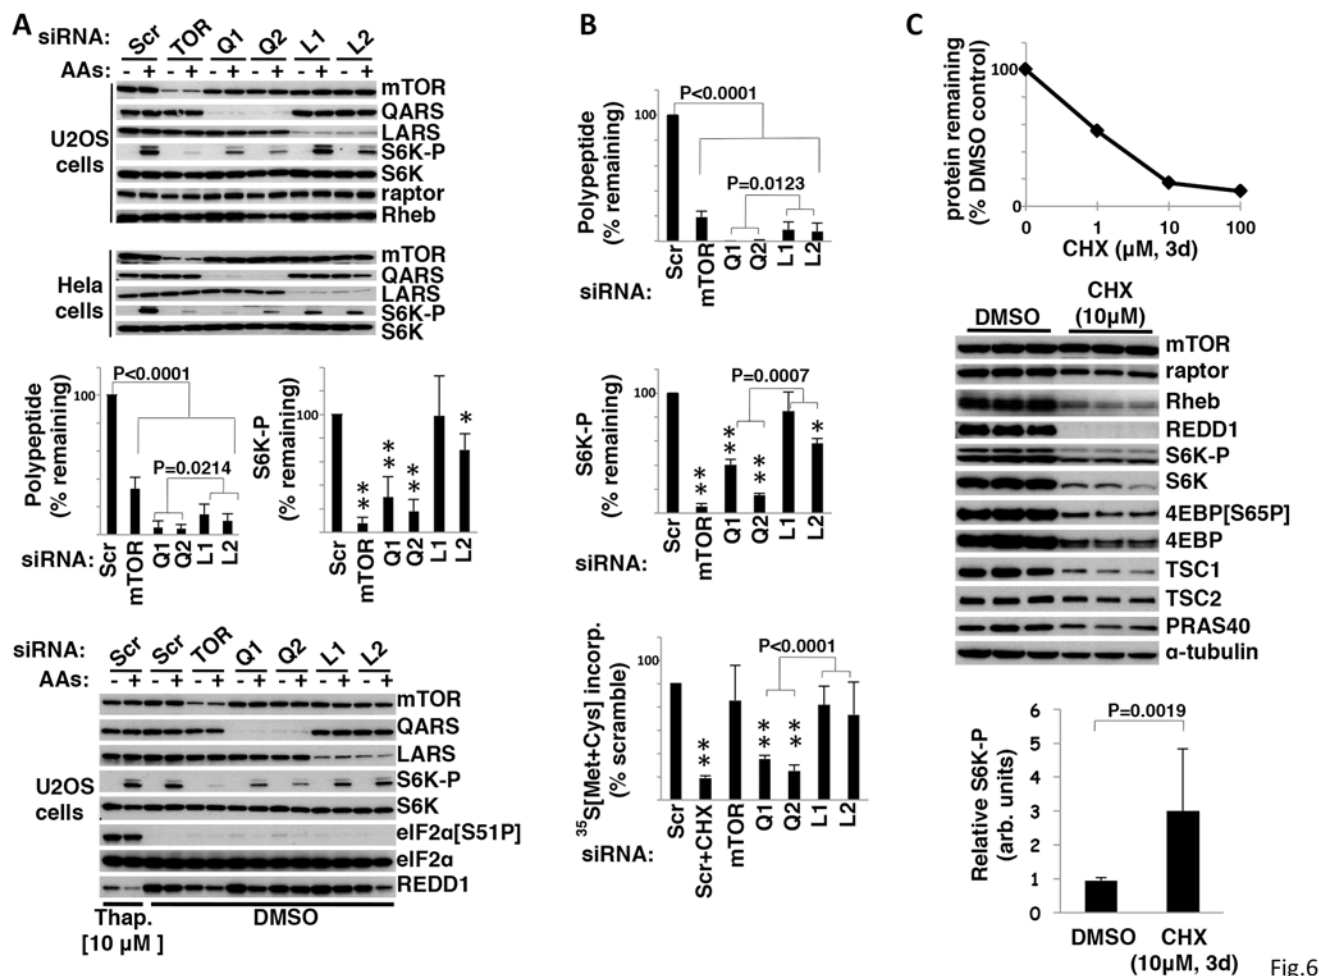 A
siRNA: Scr TOR Q1 Q2 L1 L2
AAs: - + - + - + - + - + - +
mTOR
QARS
LARS
S6K-P
S6K
raptor
Rheb
U2OS
cells
mTOR
QARS
LARS
S6K-P
S6K
Hela
cells
Polypeptide
(% remaining)
100
P<0.0001
P=0.0214
siRNA: Scr mTOR Q1 Q2 L1 L2
S6K-P
(% remaining)
100
** ** ** *
Scr mTOR Q1 Q2 L1 L2
siRNA: Scr Scr TOR Q1 Q2 L1 L2
AAs: - + - + - + - + - + - + - +
mTOR
QARS
LARS
S6K-P
S6K
eIF2α[S51P]
eIF2α
REDD1
U2OS
cells
Thap.
[10 µM ]
DMSO
B
Polypeptide
(% remaining)
100
P<0.0001
P=0.0123
siRNA: Scr mTOR Q1 Q2 L1 L2
S6K-P
(% remaining)
100
P=0.0007
** ** ** *
siRNA: Scr mTOR Q1 Q2 L1 L2
35S[Met+Cys] incorp.
(% scramble)
100
P<0.0001
** ** **
siRNA: Scr Scr+CHX mTOR Q1 Q2 L1 L2
C
protein remaining
(% DMSO control)
100
0
0 1 10 100
CHX (µM, 3d)
DMSO
CHX
(10µM)
mTOR
raptor
Rheb
REDD1
S6K-P
S6K
4EBP[S65P]
4EBP
TSC1
TSC2
PRAS40
α-tubulin
Relative S6K-P
(arb. units)
6
5
4
3
2
1
0
P=0.0019
DMSO
CHX
(10µM, 3d)
Fig.6